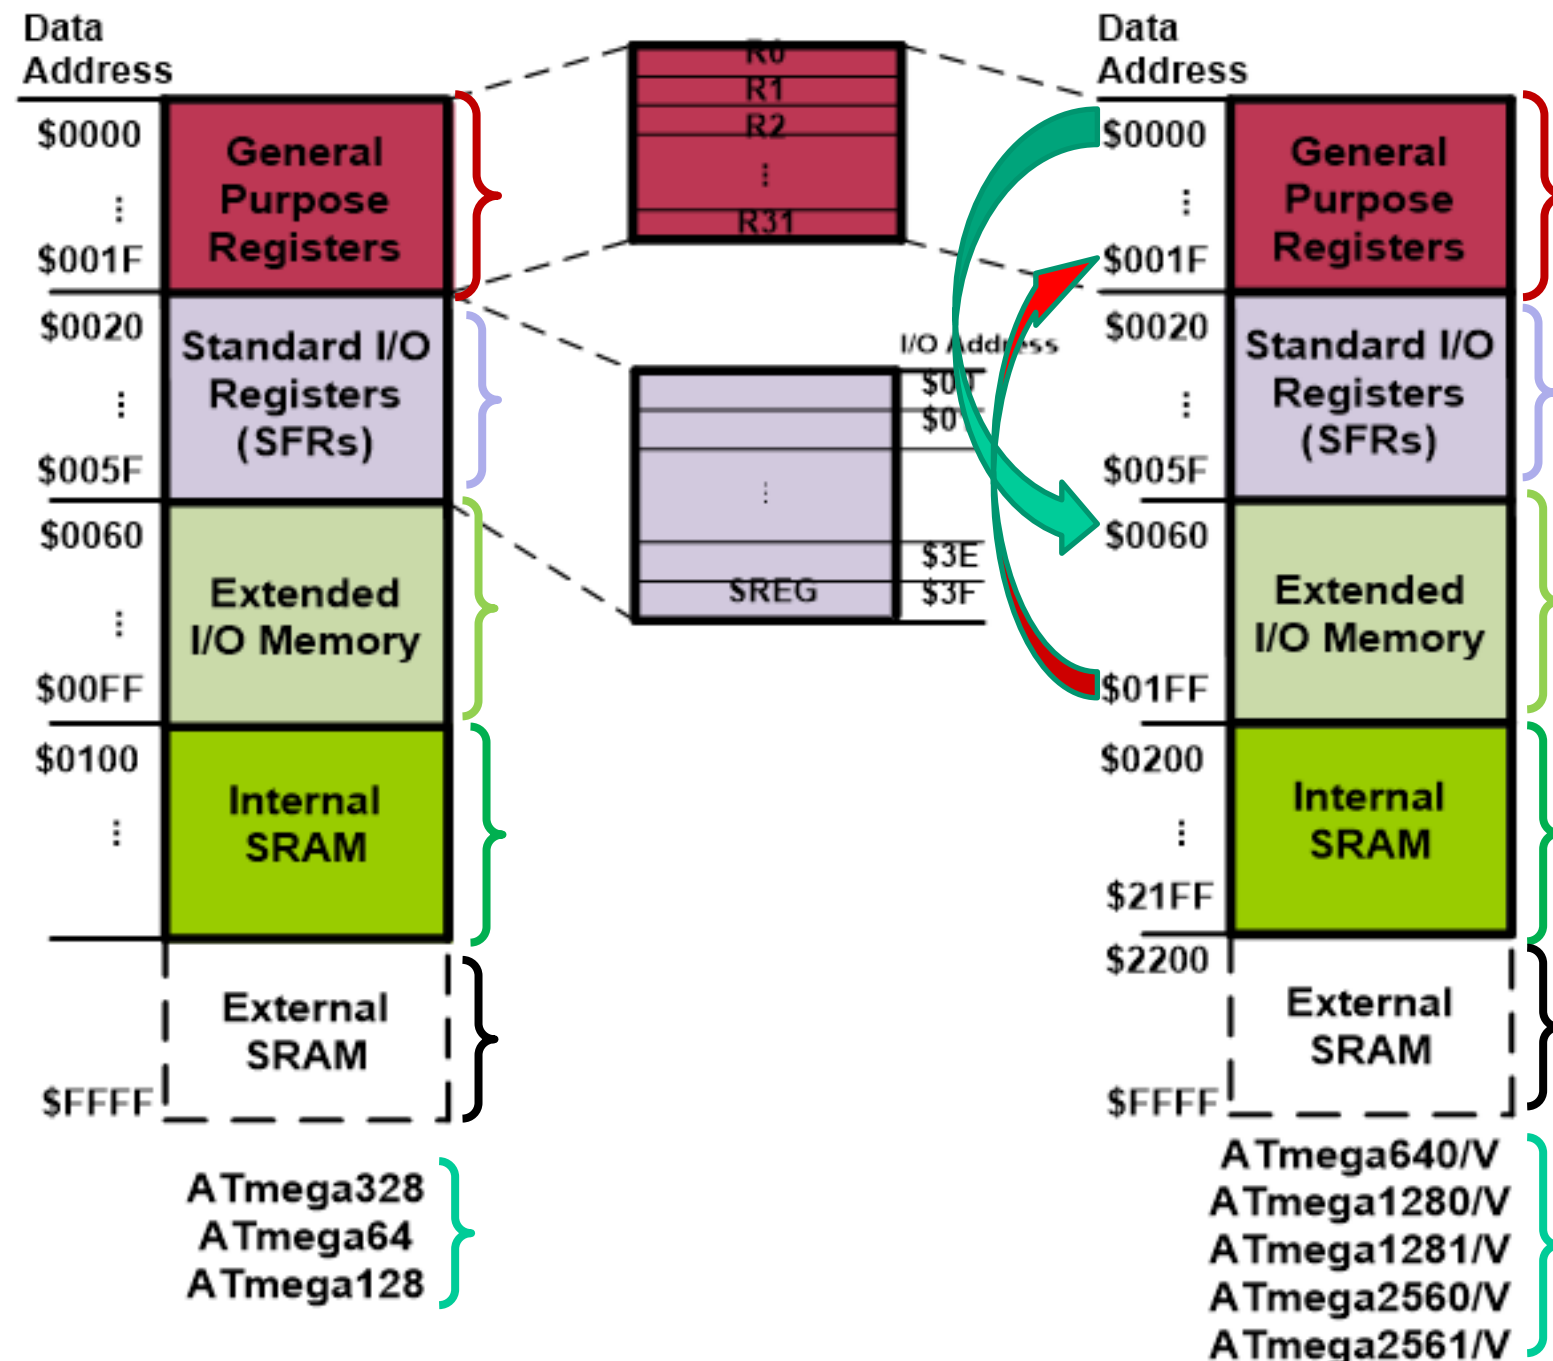 Data
Address
$0000
⋮
$001F
General
Purpose
Registers
$0020
⋮
$005F
Standard I/O
Registers
(SFRs)
$0060
⋮
$00FF
Extended
I/O Memory
$0100
⋮
Internal
SRAM
External
SRAM
$FFFF
ATmega328
ATmega64
ATmega128
R0
R1
R2
⋮
R31
I/O Address
$00
⋮
$3E
SREG
$3F
Data
Address
$0000
⋮
$001F
General
Purpose
Registers
$0020
⋮
$005F
Standard I/O
Registers
(SFRs)
$0060
$01FF
Extended
I/O Memory
$0200
⋮
$21FF
Internal
SRAM
$2200
External
SRAM
$FFFF
ATmega640/V
ATmega1280/V
ATmega1281/V
ATmega2560/V
ATmega2561/V